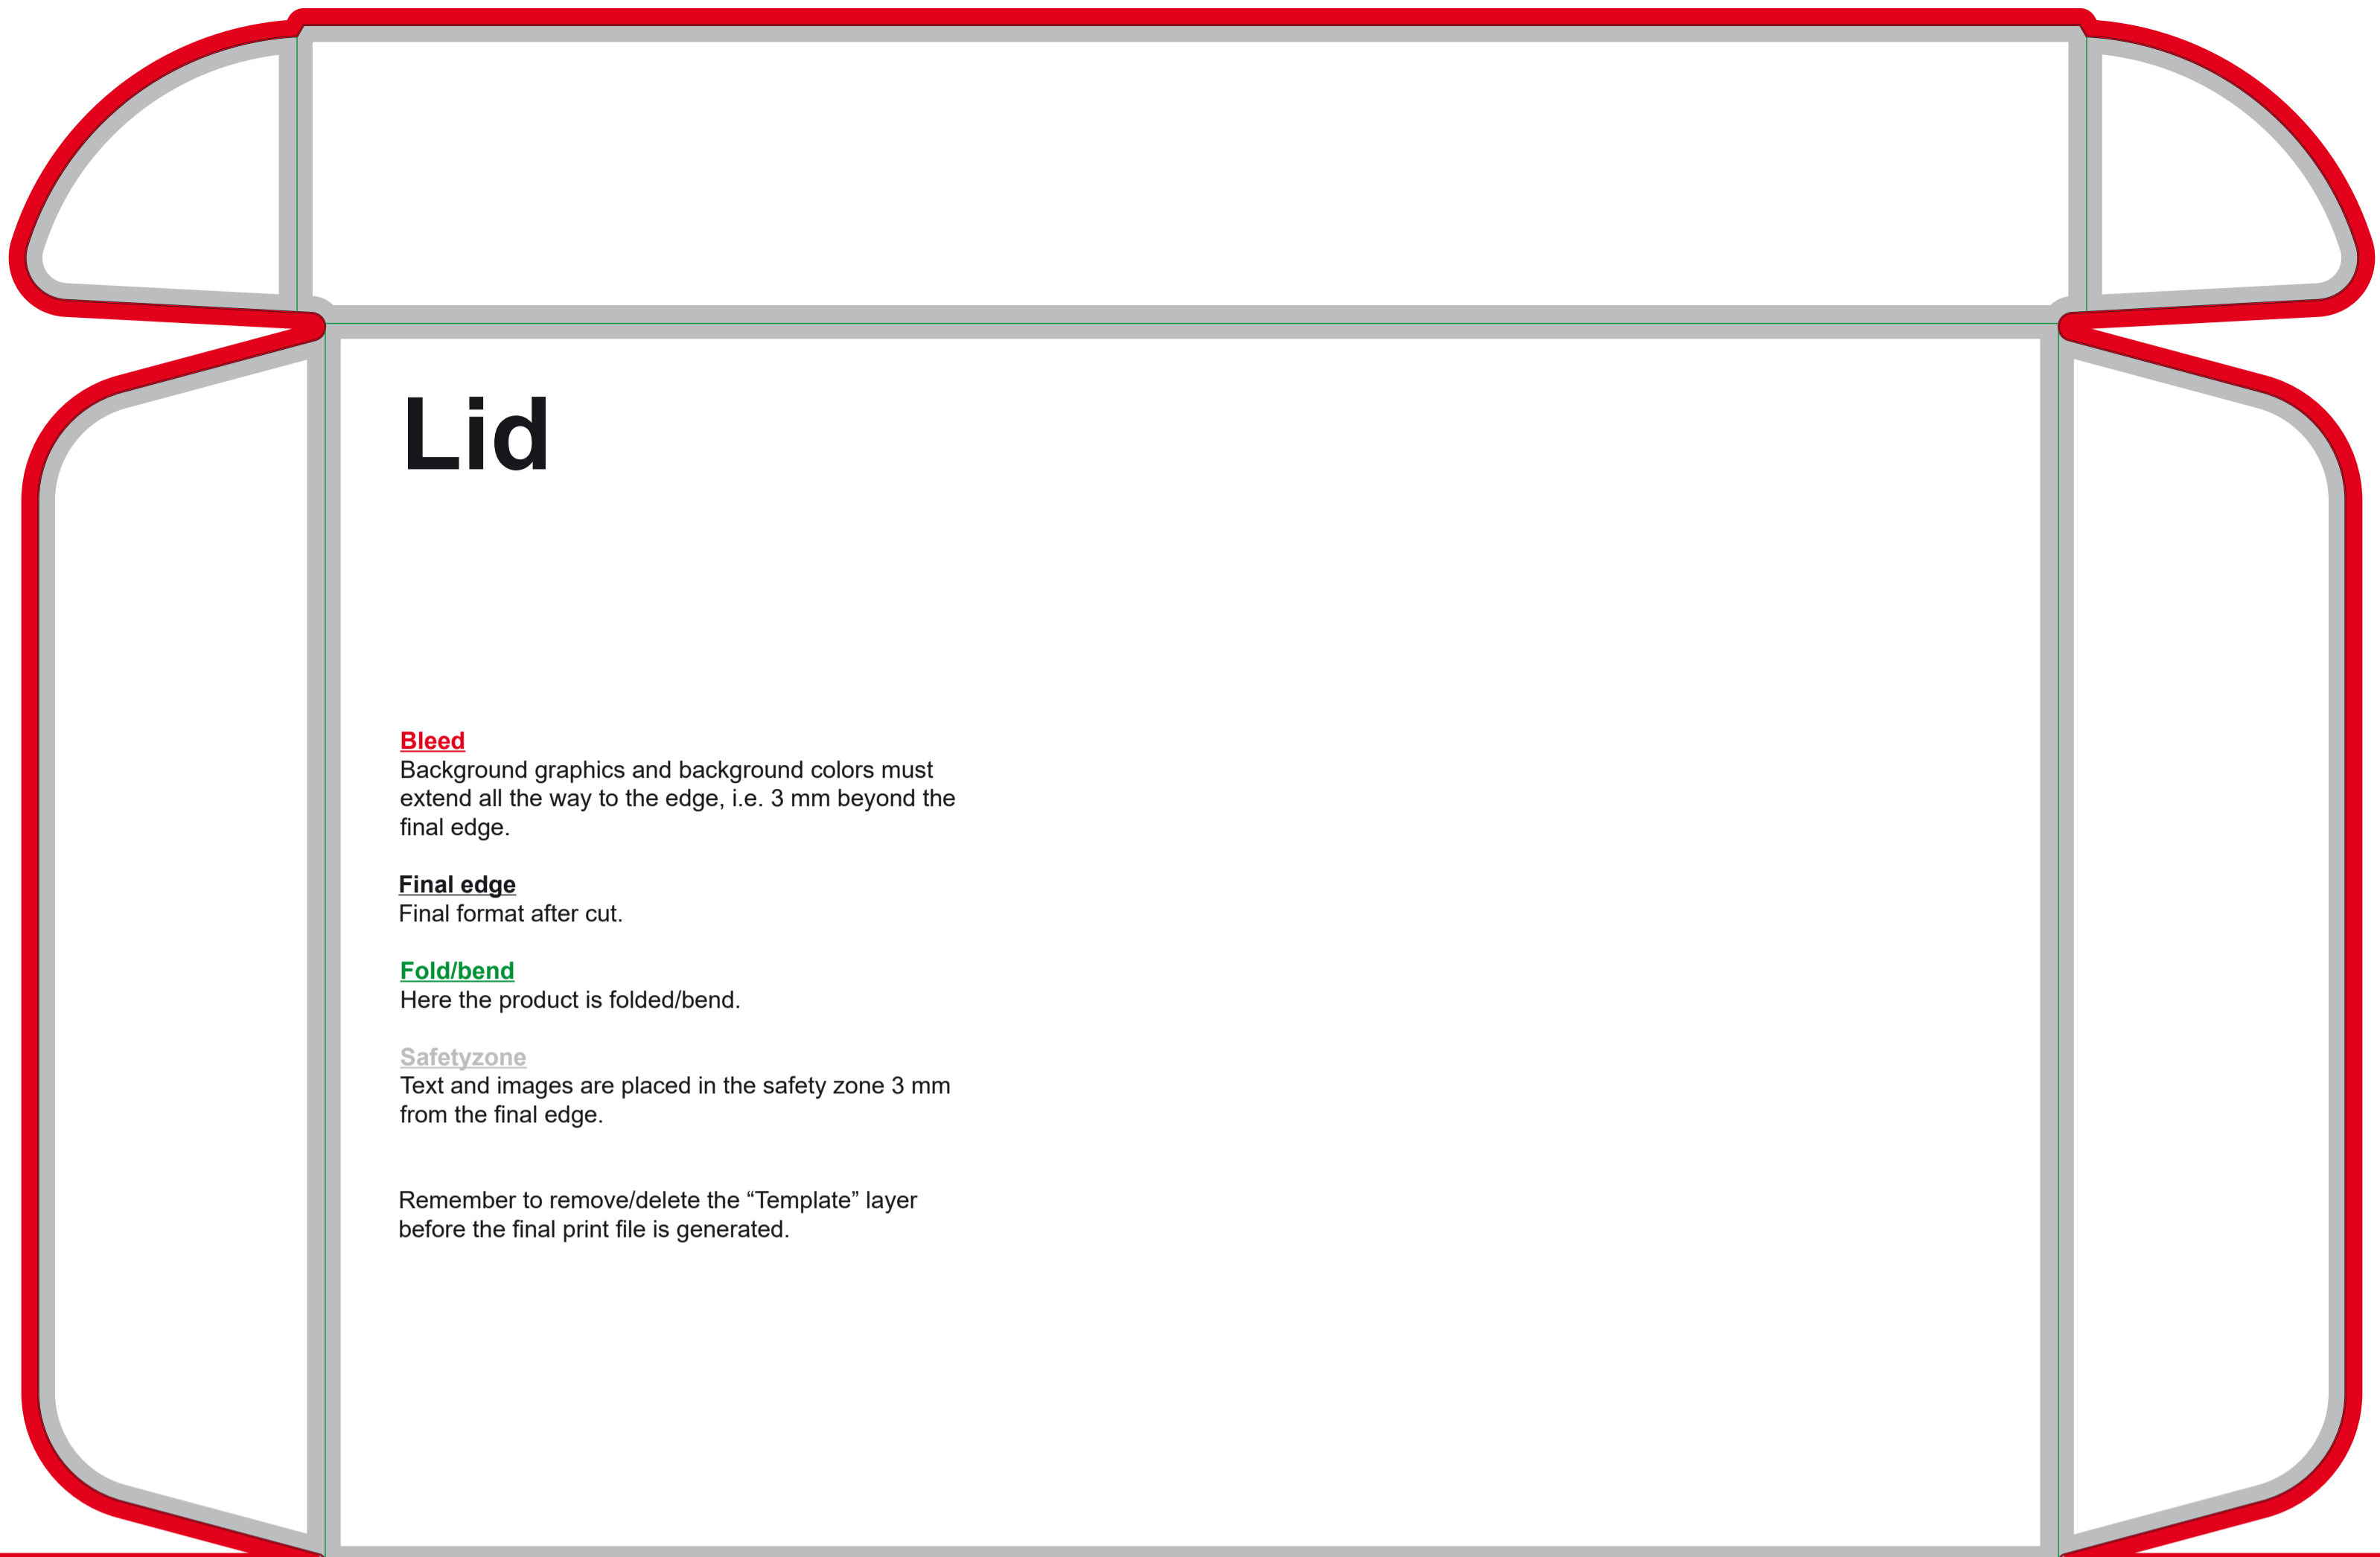 Lid
Bleed
Background graphics and background colors must
extend all the way to the edge, i.e. 3 mm beyond the
final edge.
Final edge
Final format after cut.
Fold/bend
Here the product is folded/bend.
Safetyzone
Text and images are placed in the safety zone 3 mm
from the final edge.
Remember to remove/delete the “Template” layer
before the final print file is generated.